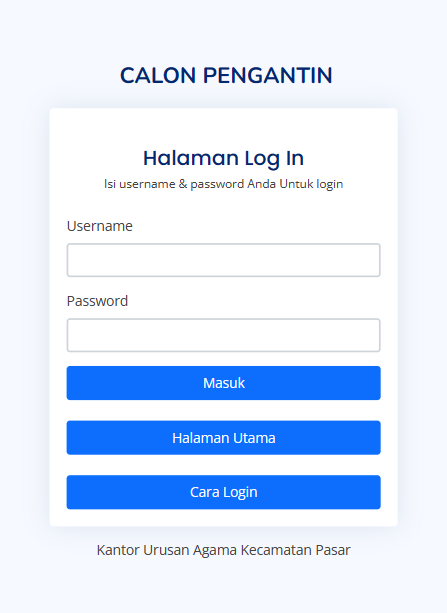 CALON PENGANTIN
Halaman Log In
Isi username & password Anda Untuk login
Username
Password
Masuk
Halaman Utama
Cara Login
Kantor Urusan Agama Kecamatan Pasar